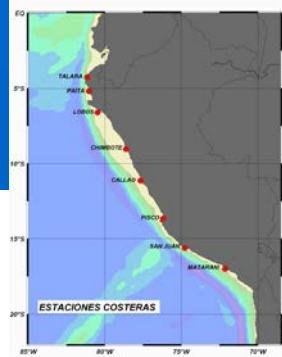 EQ
TALARA
5°S
PAITA
LOBOS
CHIMBOTE
10°S
CALLAO
PISCO
15°S
SAN JUAN
MATARANI
ESTACIONES COSTERAS
20°S
85°W 80°W 75°W 70°W